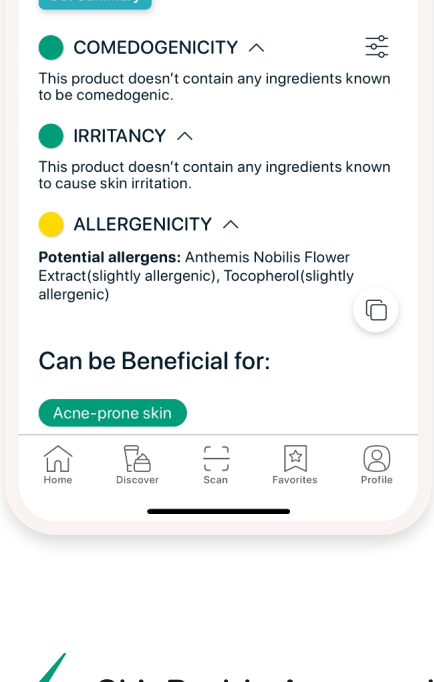 COMEDOGENICITY
This product doesn't contain any ingredients known
to be comedogenic.
IRRITANCY
This product doesn't contain any ingredients known
to cause skin irritation.
ALLERGENICITY
Potential allergens: Anthemis Nobilis Flower
Extract(slightly allergenic), Tocopherol(slightly
allergenic)
Can be Beneficial for:
Acne-prone skin
Home Discover Scan Favorites Profile